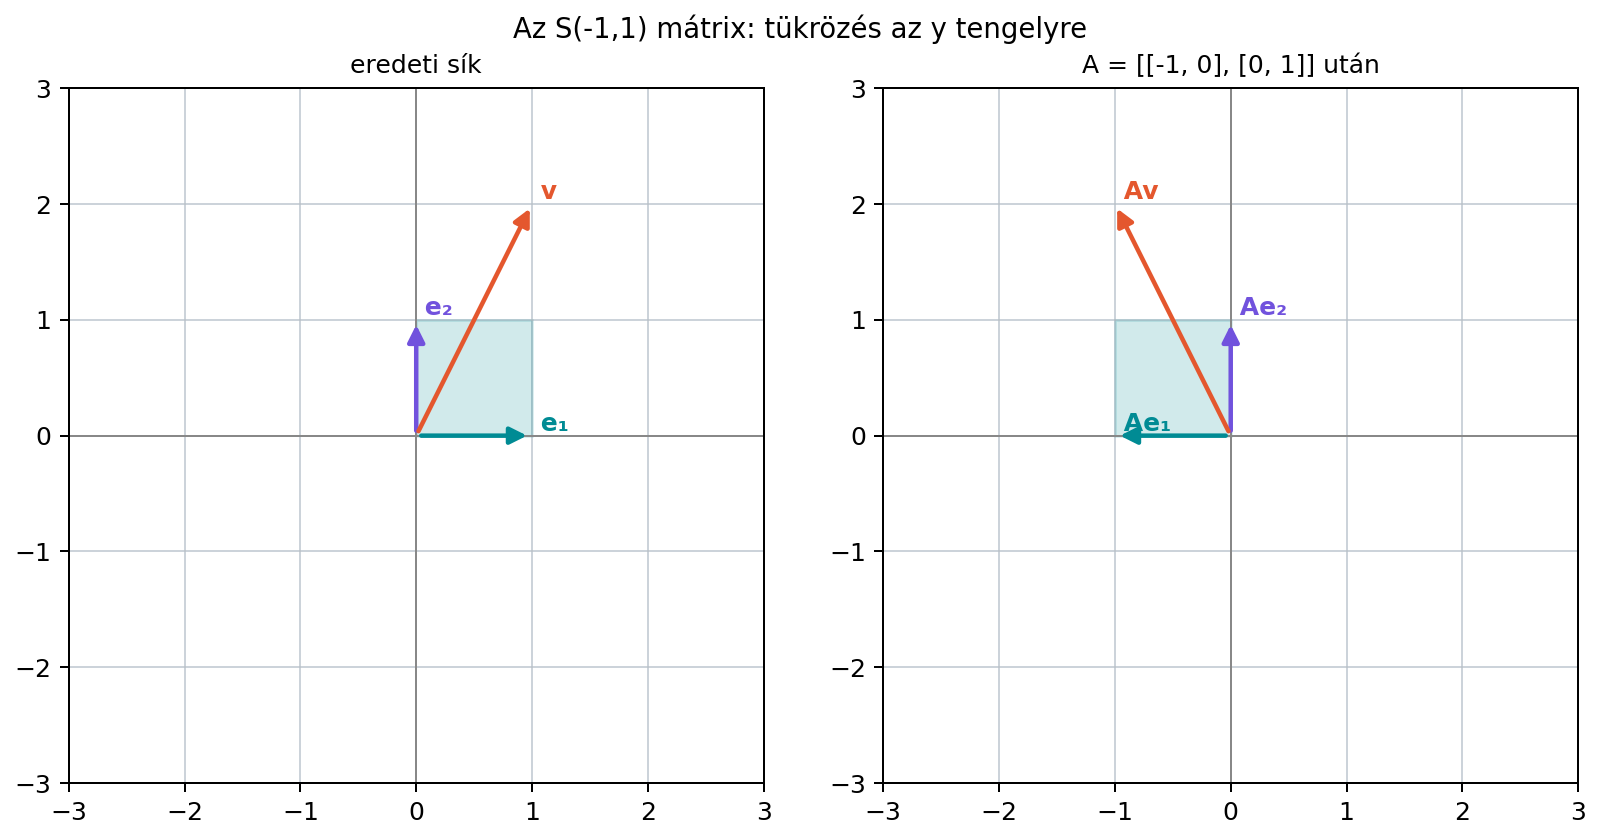 Az S(-1,1) mátrix: tükrözés az y tengelyre
eredeti sík
3
2
1
0
−1
−2
−3
−3 −2 −1 0 1 2 3
v
e₂
e₁
A = [[-1, 0], [0, 1]] után
3
2
1
0
−1
−2
−3
−3 −2 −1 0 1 2 3
Av
Ae₂
Ae₁